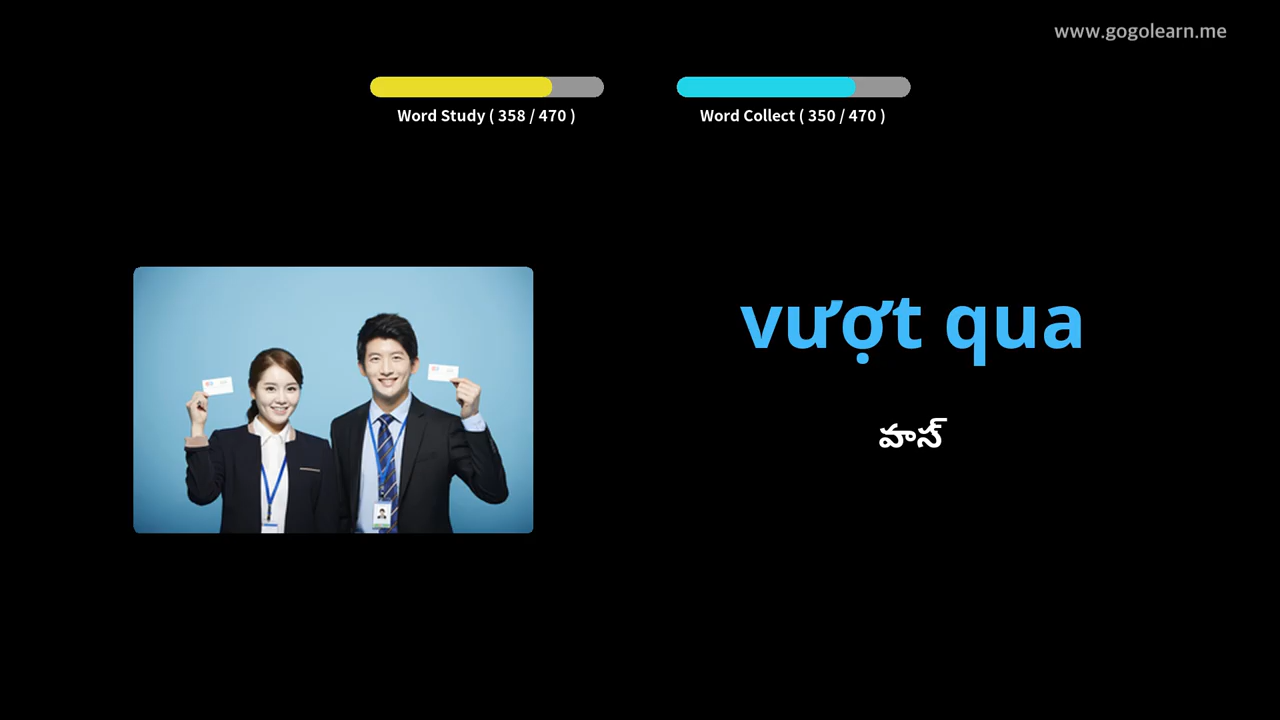 www.gogolearn.me
Word Study ( 358 / 470 )
Word Collect ( 350 / 470 )
vượt qua
పాస్